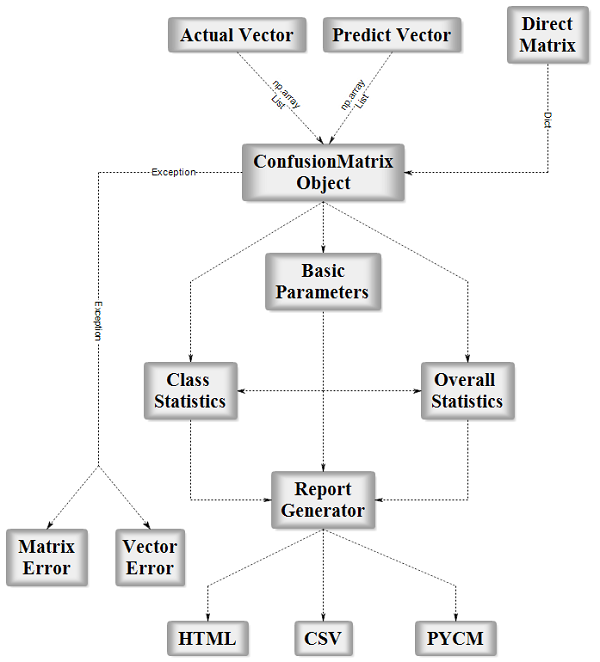 Actual Vector
Predict Vector
Direct
Matrix
np.array
List
np.array
List
Dict
ConfusionMatrix
Object
Exception
Basic
Parameters
Exception
Class
Statistics
Overall
Statistics
Report
Generator
Matrix
Error
Vector
Error
HTML
CSV
PYCM